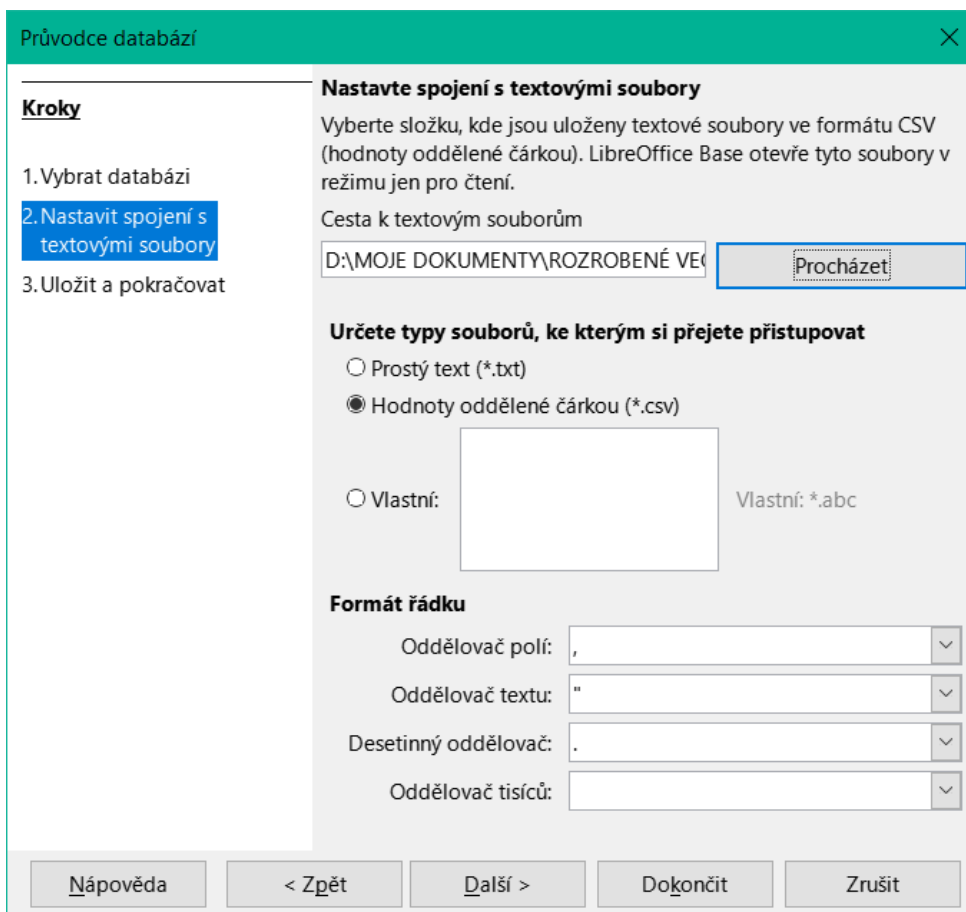 Průvodce databází
Kroky
1. Vybrat databázi
2. Nastavit spojení s
textovými soubory
3. Uložit a pokračovat
Nastavte spojení s textovými soubory
Vyberte složku, kde jsou uloženy textové soubory ve formátu CSV
(hodnoty oddělené čárkou). LibreOffice Base otevře tyto soubory v
režimu jen pro čtení.
Cesta k textovým souborům
D:\MOJE DOKUMENTY\ROZROBENÉ
Procházet
Určete typy souborů, ke kterým si přejete přistupovat
Prostý text (*.txt)
Hodnoty oddělené čárkou (*.csv)
Vlastní:
Vlastní: *.abc
Formát řádku
Oddělovač polí: ,
Oddělovač textu: "
Desetinný oddělovač: .
Oddělovač tisíců:
Nápověda
< Zpět
Další >
Dokončit
Zrušit